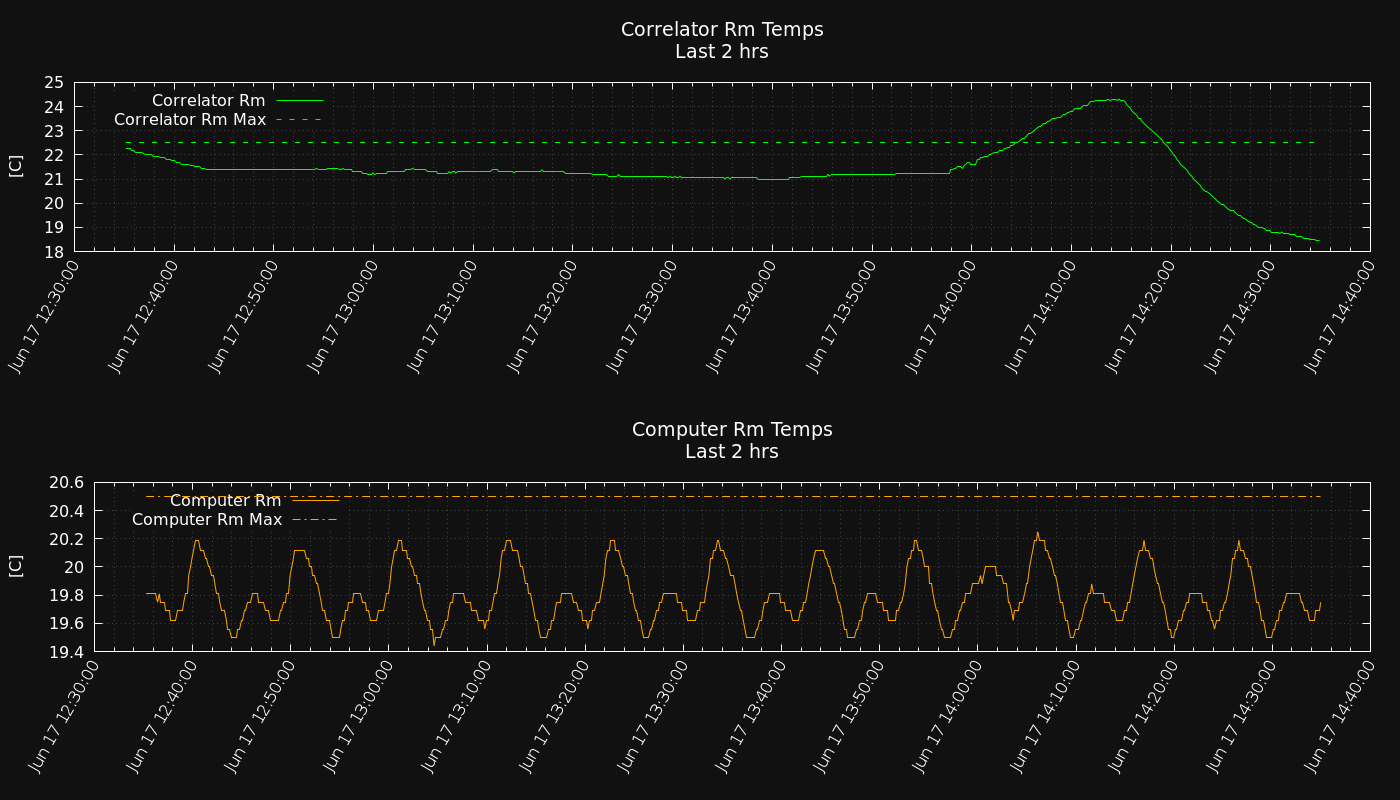 Correlator Rm Temps
Last 2 hrs
25
24
23
22
21
20
19
18
[C]
Correlator Rm
Correlator Rm Max
Jun 17 12:30:00
Jun 17 12:40:00
Jun 17 12:50:00
Jun 17 13:00:00
Jun 17 13:10:00
Jun 17 13:20:00
Jun 17 13:30:00
Jun 17 13:40:00
Jun 17 13:50:00
Jun 17 14:00:00
Jun 17 14:10:00
Jun 17 14:20:00
Jun 17 14:30:00
Jun 17 14:40:00
Computer Rm Temps
Last 2 hrs
20.6
20.4
20.2
20
19.8
19.6
19.4
[C]
Computer Rm
Computer Rm Max
Jun 17 12:30:00
Jun 17 12:40:00
Jun 17 12:50:00
Jun 17 13:00:00
Jun 17 13:10:00
Jun 17 13:20:00
Jun 17 13:30:00
Jun 17 13:40:00
Jun 17 13:50:00
Jun 17 14:00:00
Jun 17 14:10:00
Jun 17 14:20:00
Jun 17 14:30:00
Jun 17 14:40:00